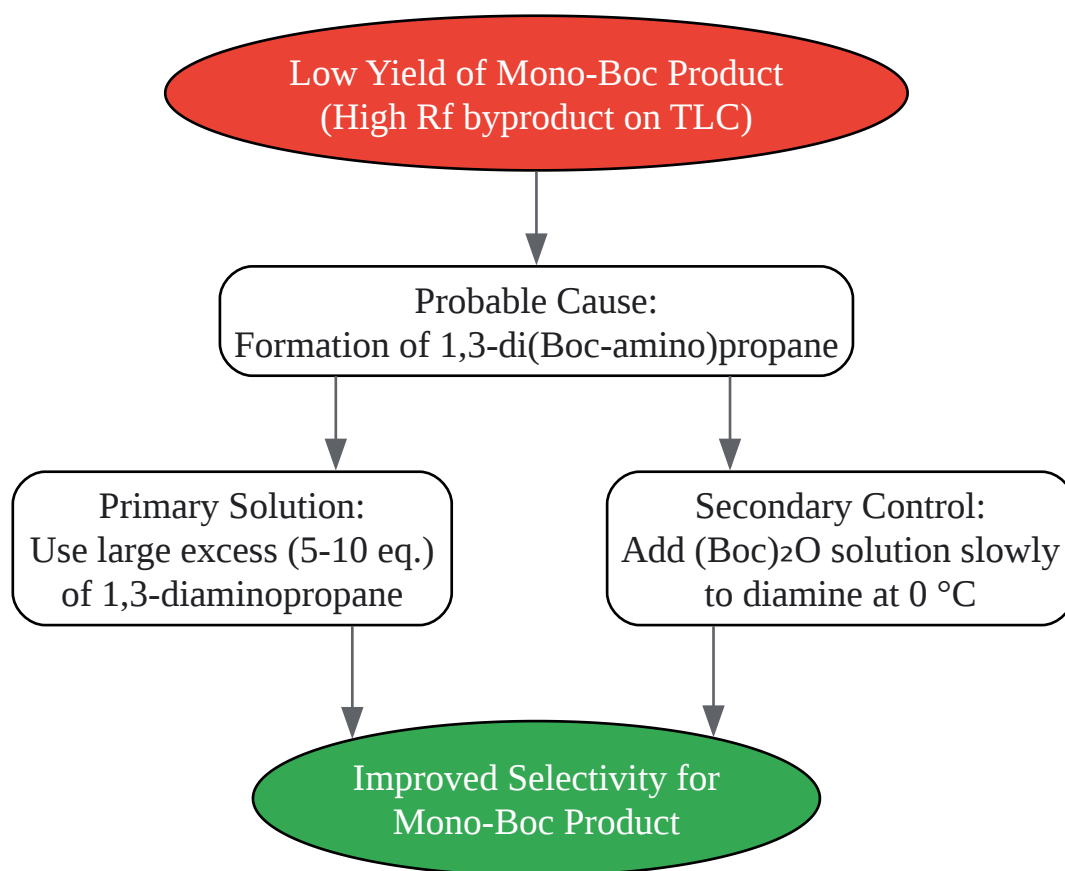 Low Yield of Mono-Boc Product
(High Rf byproduct on TLC)
Probable Cause:
Formation of 1,3-di(Boc-amino)propane
Primary Solution:
Use large excess (5-10 eq.)
of 1,3-diaminopropane
Secondary Control:
Add (Boc)₂O solution slowly
to diamine at 0 °C
Improved Selectivity for
Mono-Boc Product